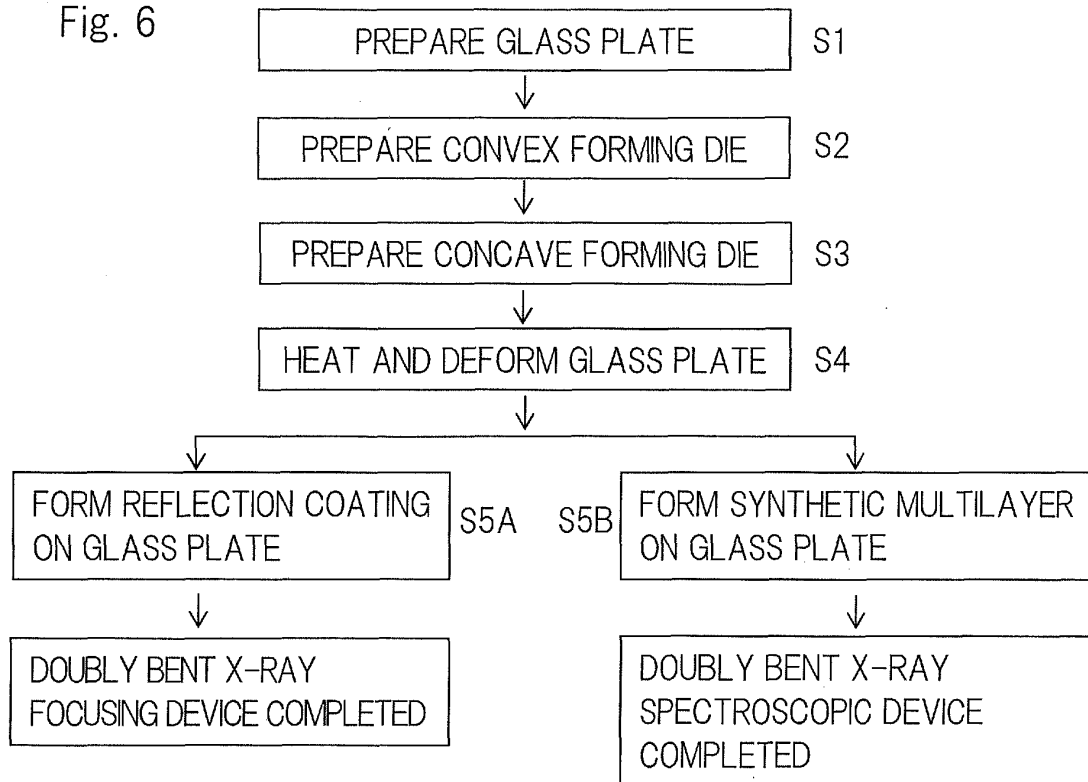 Fig. 6
PREPARE GLASS PLATE S1
PREPARE CONVEX FORMING DIE S2
PREPARE CONCAVE FORMING DIE S3
HEAT AND DEFORM GLASS PLATE S4
FORM REFLECTION COATING
ON GLASS PLATE
S5A
S5B
FORM SYNTHETIC MULTILAYER
ON GLASS PLATE
DOUBLY BENT X-RAY
FOCUSING DEVICE COMPLETED
DOUBLY BENT X-RAY
SPECTROSCOPIC DEVICE
COMPLETED